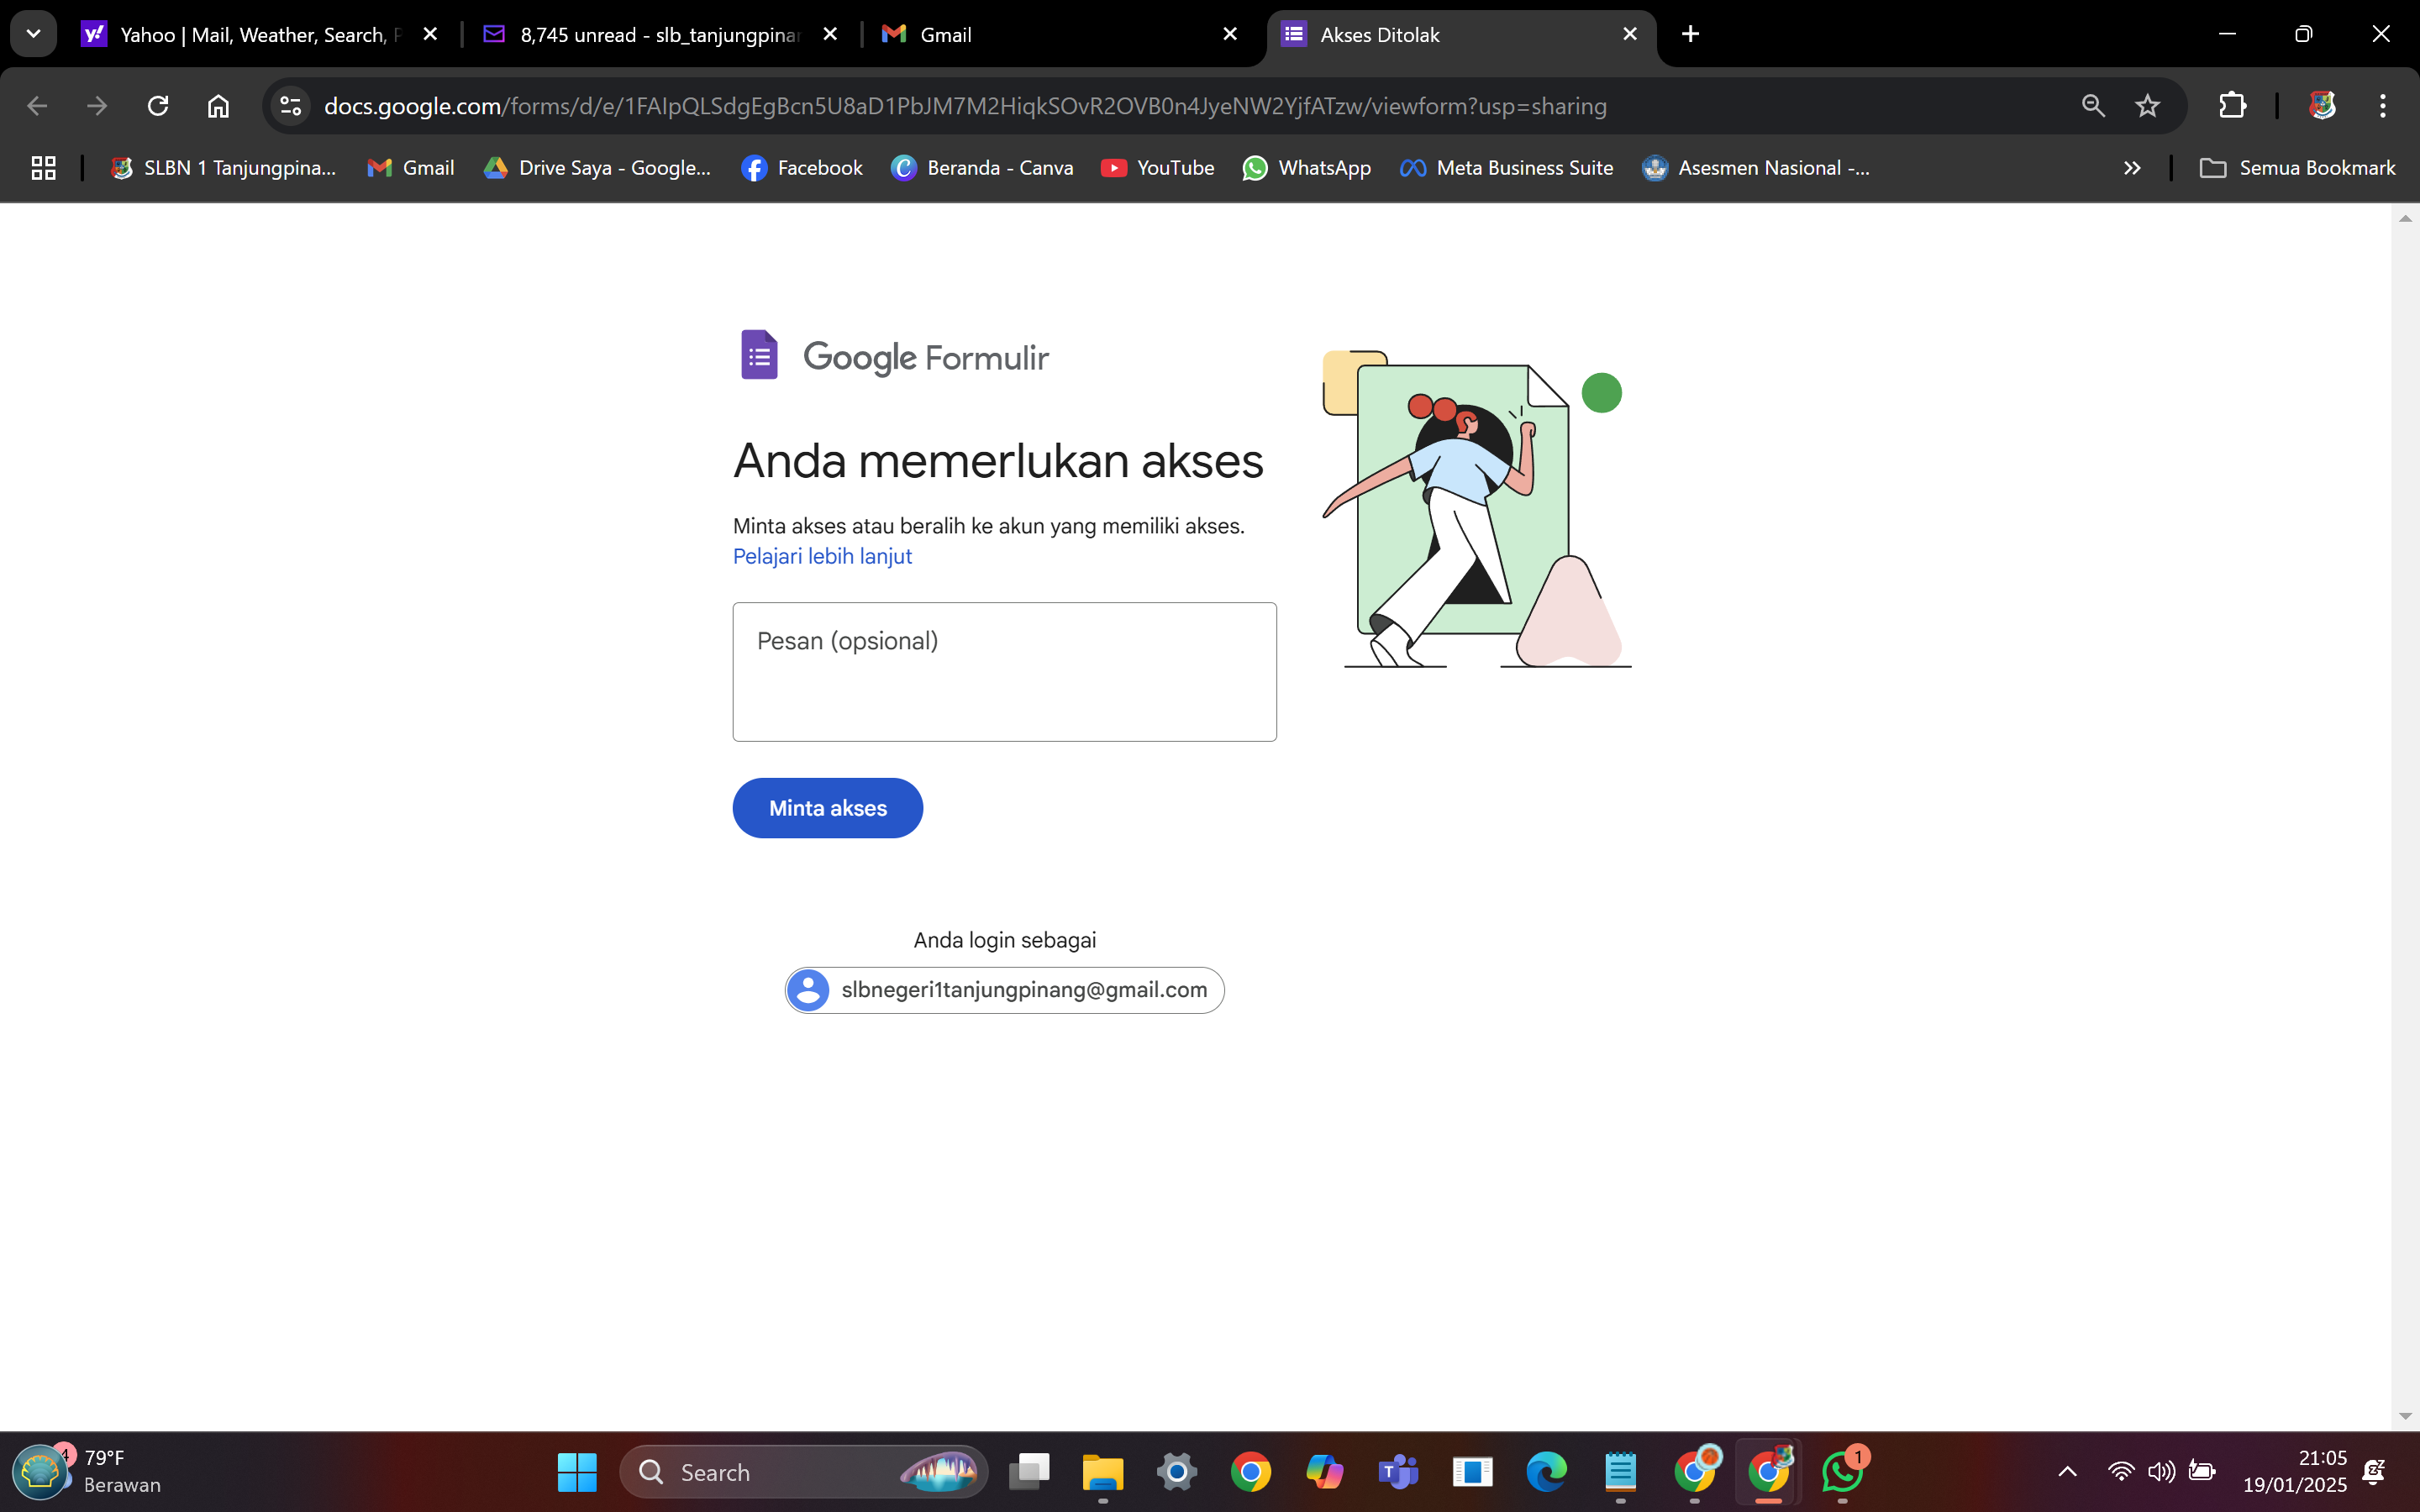 Yahoo | Mail, Weather, Search, P
8,745 unread - slb_tanjungpinan
Gmail
Akses Ditolak
docs.google.com/forms/d/e/1FAIpQLSdgEgBcn5U8aD1PbJM7M2HiqkSOvR2OVB0n4JyeNW2YjfATzw/viewform?usp=sharing
SLBN 1 Tanjungpina...
Gmail
Drive Saya - Google...
Facebook
Beranda - Canva
YouTube
WhatsApp
Meta Business Suite
Asesmen Nasional -...
Semua Bookmark
Google Formulir
Anda memerlukan akses
Minta akses atau beralih ke akun yang memiliki akses.
Pelajari lebih lanjut
Pesan (opsional)
Minta akses
Anda login sebagai
slbnegeri1tanjungpinang@gmail.com
4
79°F
Berawan
Search
1
21:05
19/01/2025